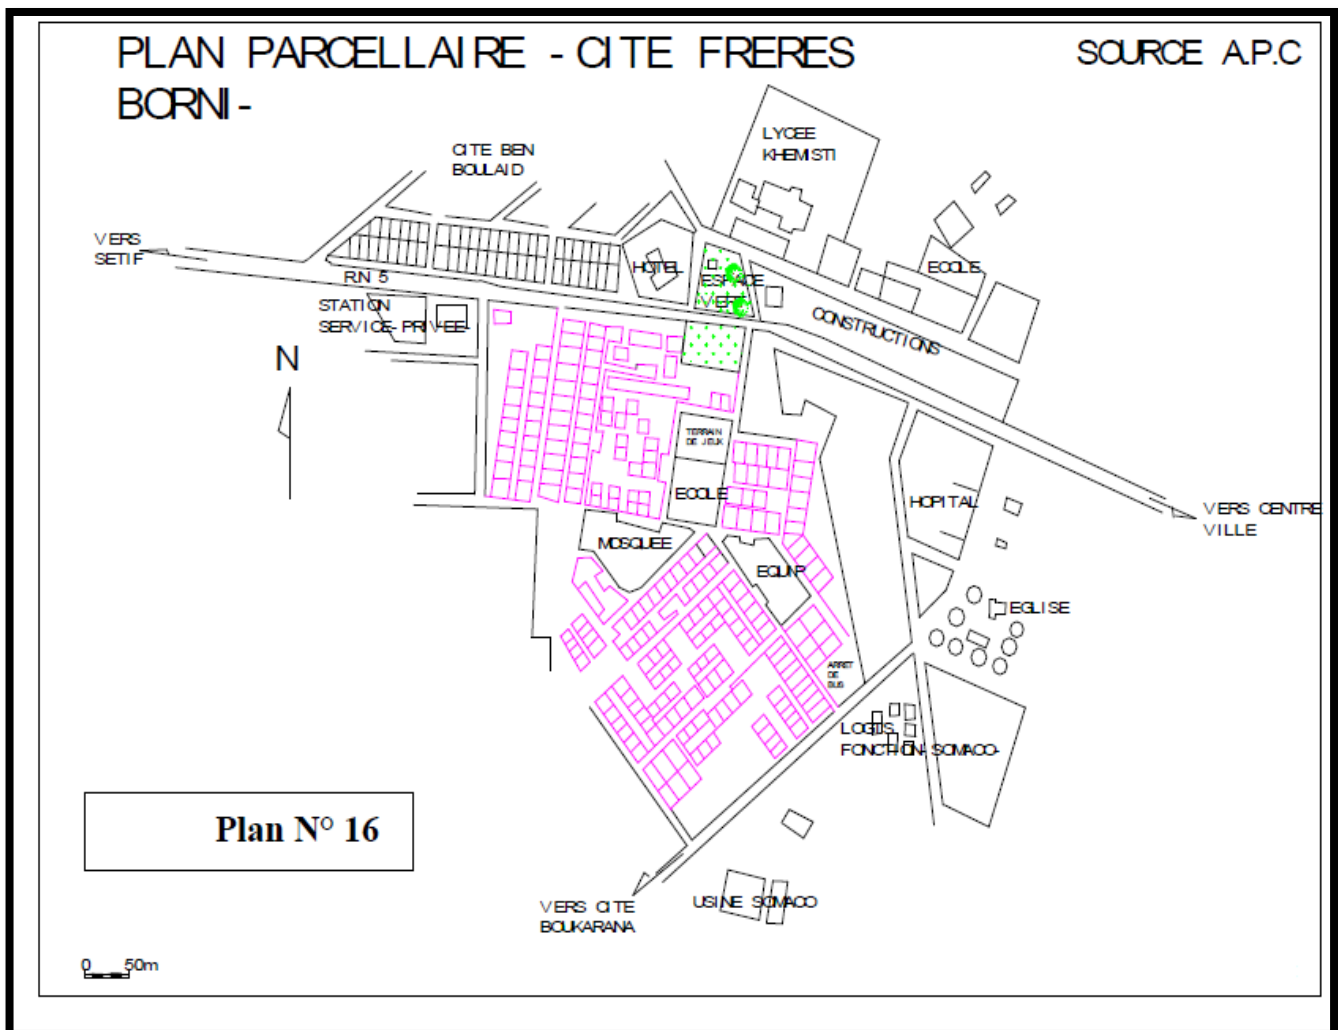 PLAN PARCELLAIRE - CITE FRERES
BORNI -
SOURCE A.P.C
LYCEE
KHEMISTI
CITE BEN
BOULAID
VERS
SETIF
RN 5
HOTEL
ESPACE
VERT
ECOLE
STATION
SERVICE-PRIVEE-
CONSTRUCTIONS
N
TERRAIN
DE JEUX
ECOLE
HOPITAL
VERS CENTRE
VILLE
MOSQUEE
EQUIP
EGLISE
ARRET
DE
BUS
LOGTS
FONCTION-SOMACO-
Plan N° 16
VERS CITE
BOUKARANA
USINE SOMACO
0 50m